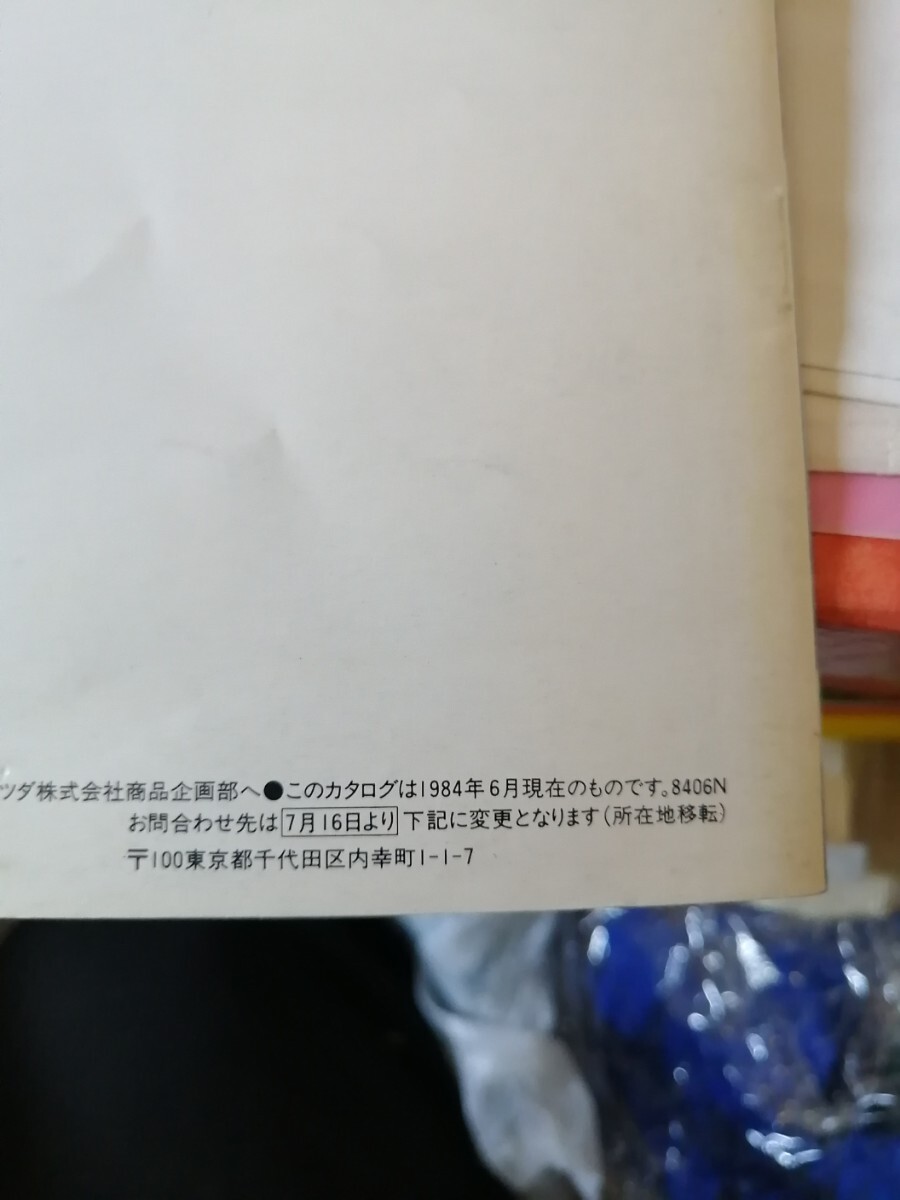 ツダ株式会社商品企画部へ●このカタログは1984年6月現在のものです。8406N
お問合わせ先は 7月16日より 下記に変更となります(所在地移転)
〒100東京都千代田区内幸町1-1-7